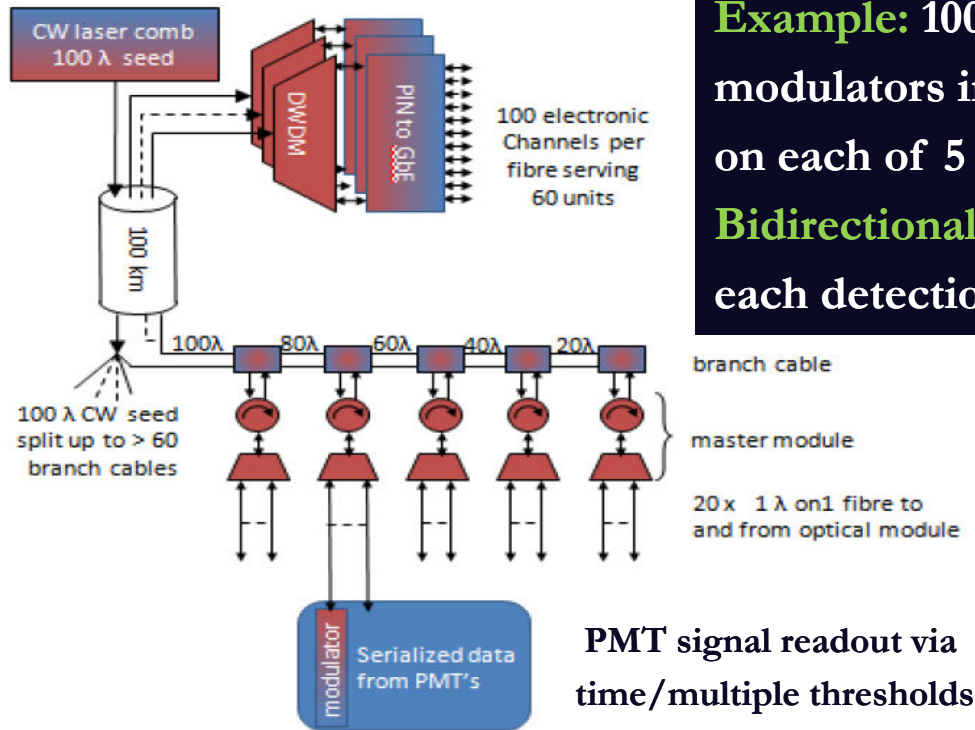 CW laser comb
100 λ seed
DWDM
PIN to GbE
100 electronic
Channels per
fibre serving
60 units
Example: 100
modulators in
on each of 5
Bidirectional
each detectio
100 km
100λ 80λ 60λ 40λ 20λ
branch cable
100 λ CW seed
split up to > 60
branch cables
master module
20 x 1 λ on1 fibre to
and from optical module
modulator
Serialized data
from PMT's
PMT signal readout via
time/multiple thresholds